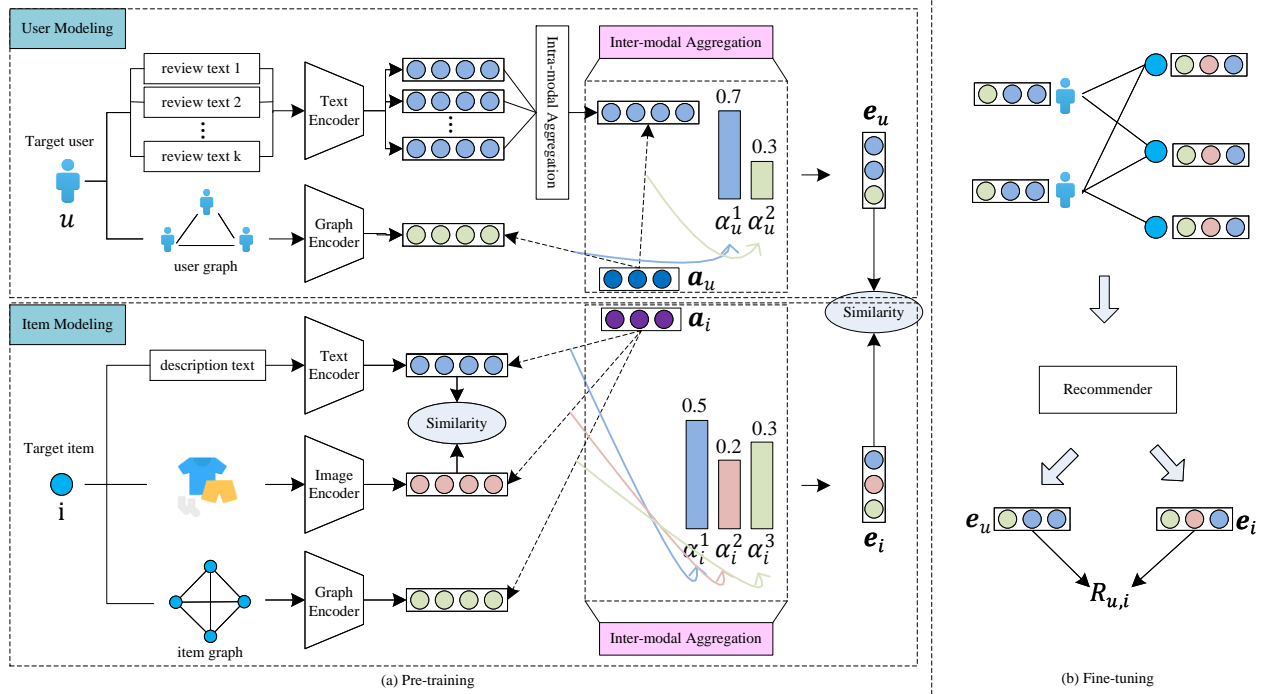 User Modeling
review text 1
review text 2
review text k
Target user
u
user graph
Text
Encoder
Graph
Encoder
Intra-modal Aggregation
Inter-modal Aggregation
0.7
0.3
α_u^1
α_u^2
a_u
e_u
Similarity
Item Modeling
description text
Target item
i
item graph
Text
Encoder
Similarity
Image
Encoder
Graph
Encoder
a_i
0.5
0.2
0.3
α_i^1
α_i^2
α_i^3
Inter-modal Aggregation
e_i
(a) Pre-training
Recommender
e_u
e_i
R_{u,i}
(b) Fine-tuning